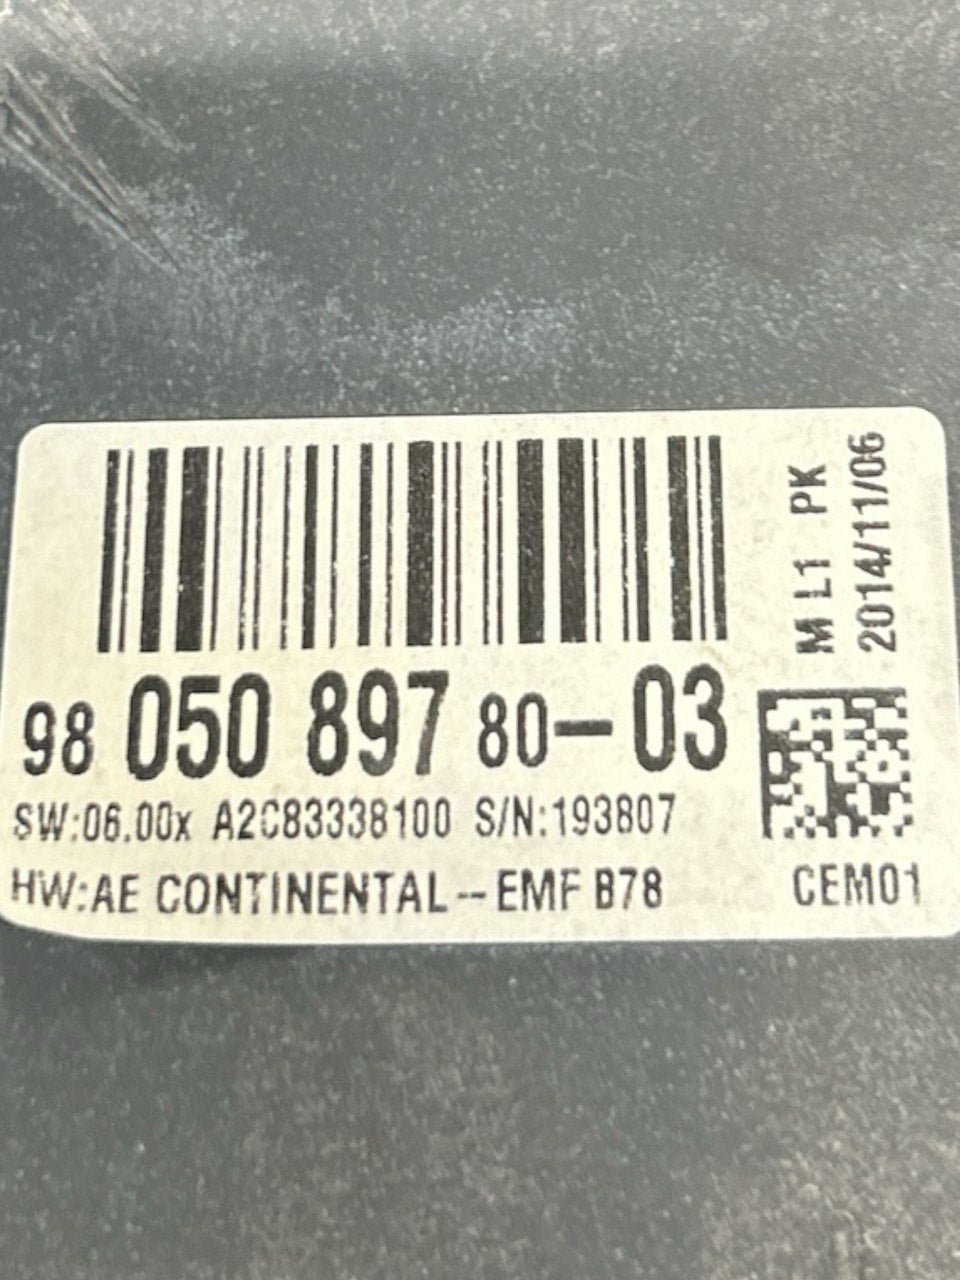 98 050 897 80-03
SW:06.00x A2C83338100 S/N:193807
HW:AE CONTINENTAL--EMF B78
M L1 PK
2014/11/06
CEM01